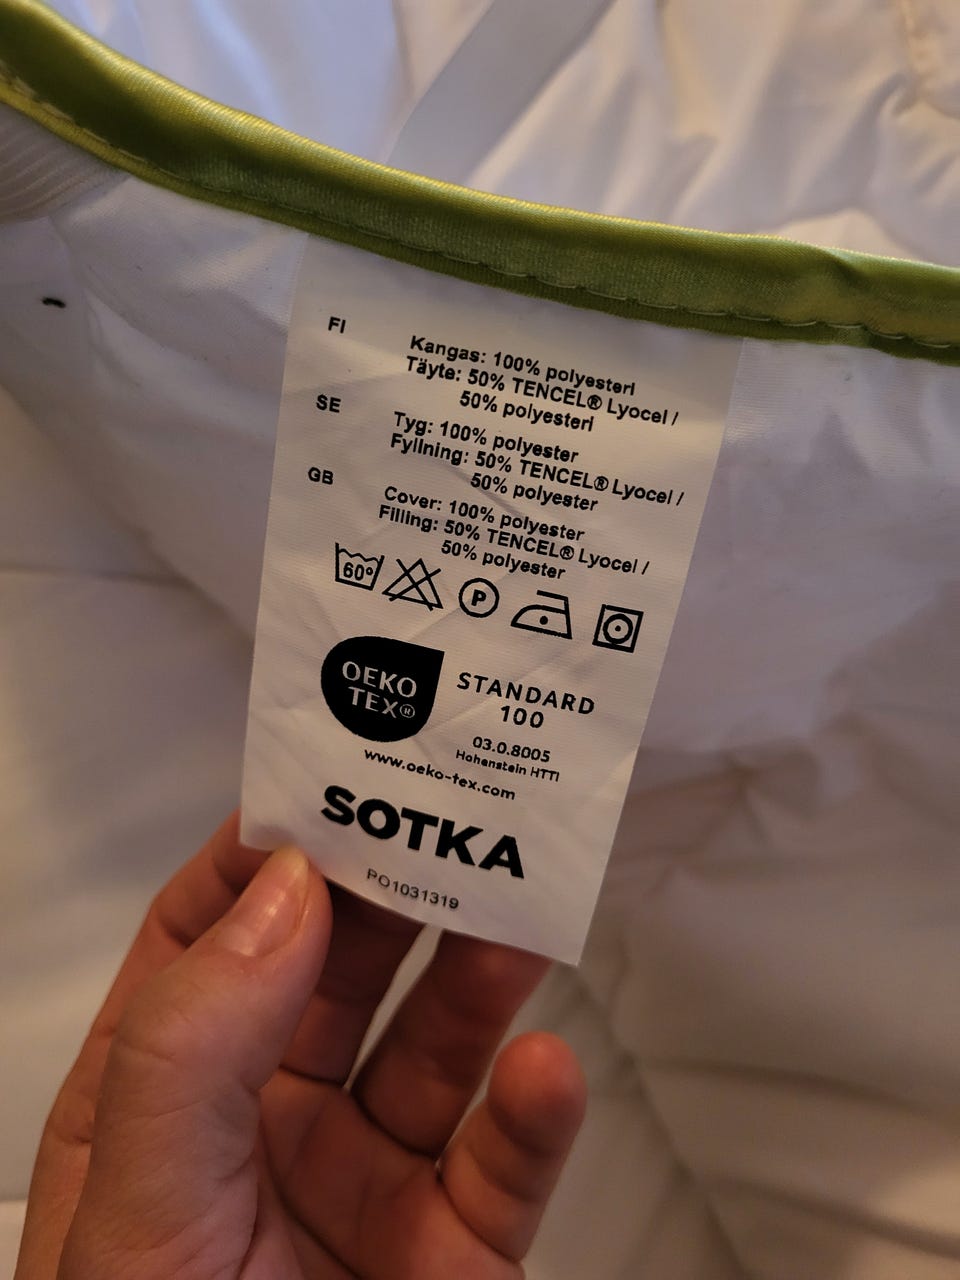 FI
Kangas: 100% polyesteri
Täyte: 50% TENCEL® Lyocel /
50% polyesteri
SE
Tyg: 100% polyester
Fyllning: 50% TENCEL® Lyocel /
50% polyester
GB
Cover: 100% polyester
Filling: 50% TENCEL® Lyocel /
50% polyester
60°
P
OEKO
TEX®
STANDARD
100
03.0.8005
Hohenstein HTTI
www.oeko-tex.com
SOTKA
PO1031319